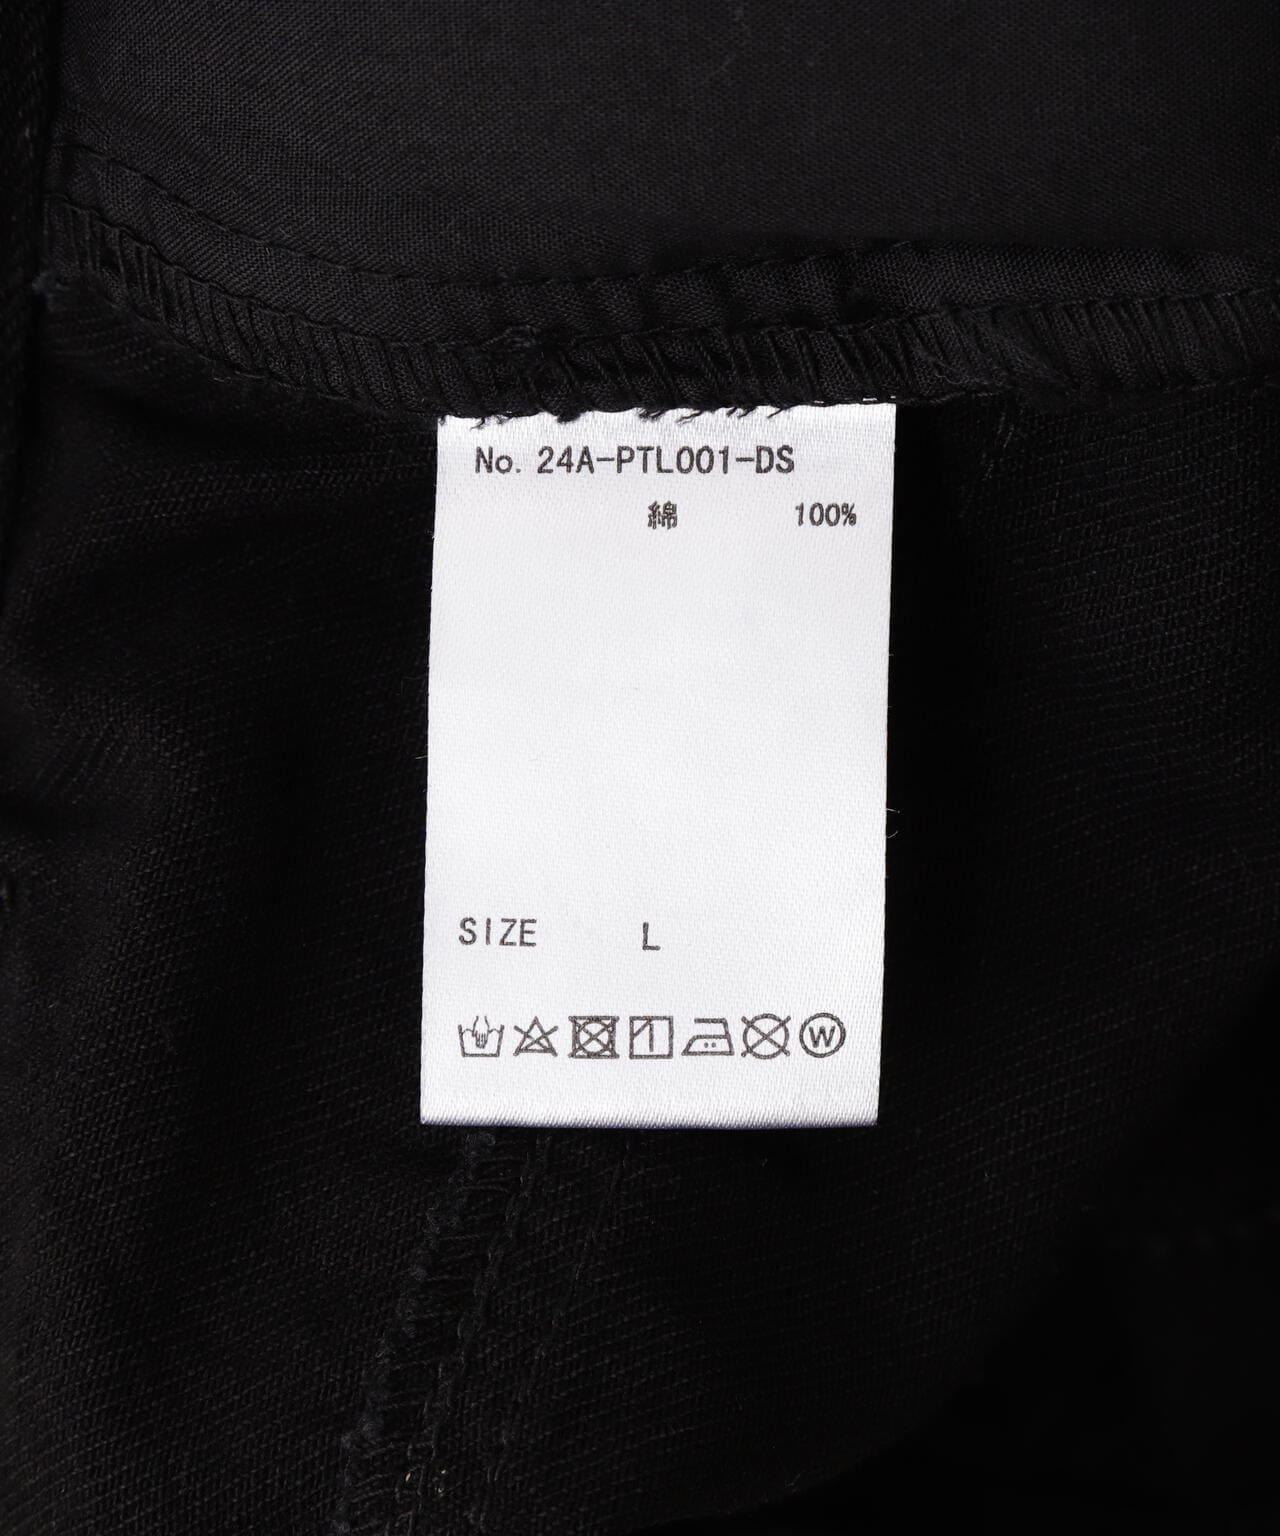 No. 24A-PTL001-DS
綿 100%
SIZE L
W